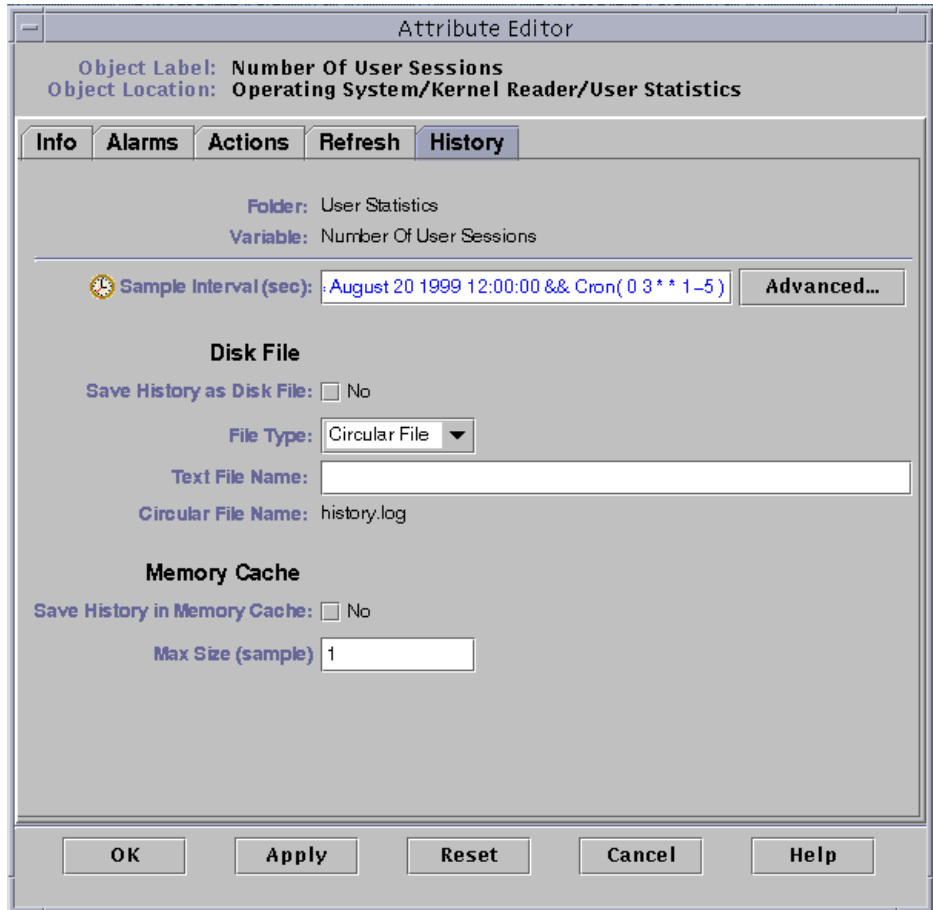 Attribute Editor
Object Label: Number Of User Sessions
Object Location: Operating System/Kernel Reader/User Statistics
Info Alarms Actions Refresh History
Folder: User Statistics
Variable: Number Of User Sessions
Sample Interval (sec): August 20 1999 12:00:00 && Cron( 0 3 * * 1–5 ) Advanced...
Disk File
Save History as Disk File: No
File Type: Circular File
Text File Name:
Circular File Name: history.log
Memory Cache
Save History in Memory Cache: No
Max Size (sample) 1
OK Apply Reset Cancel Help